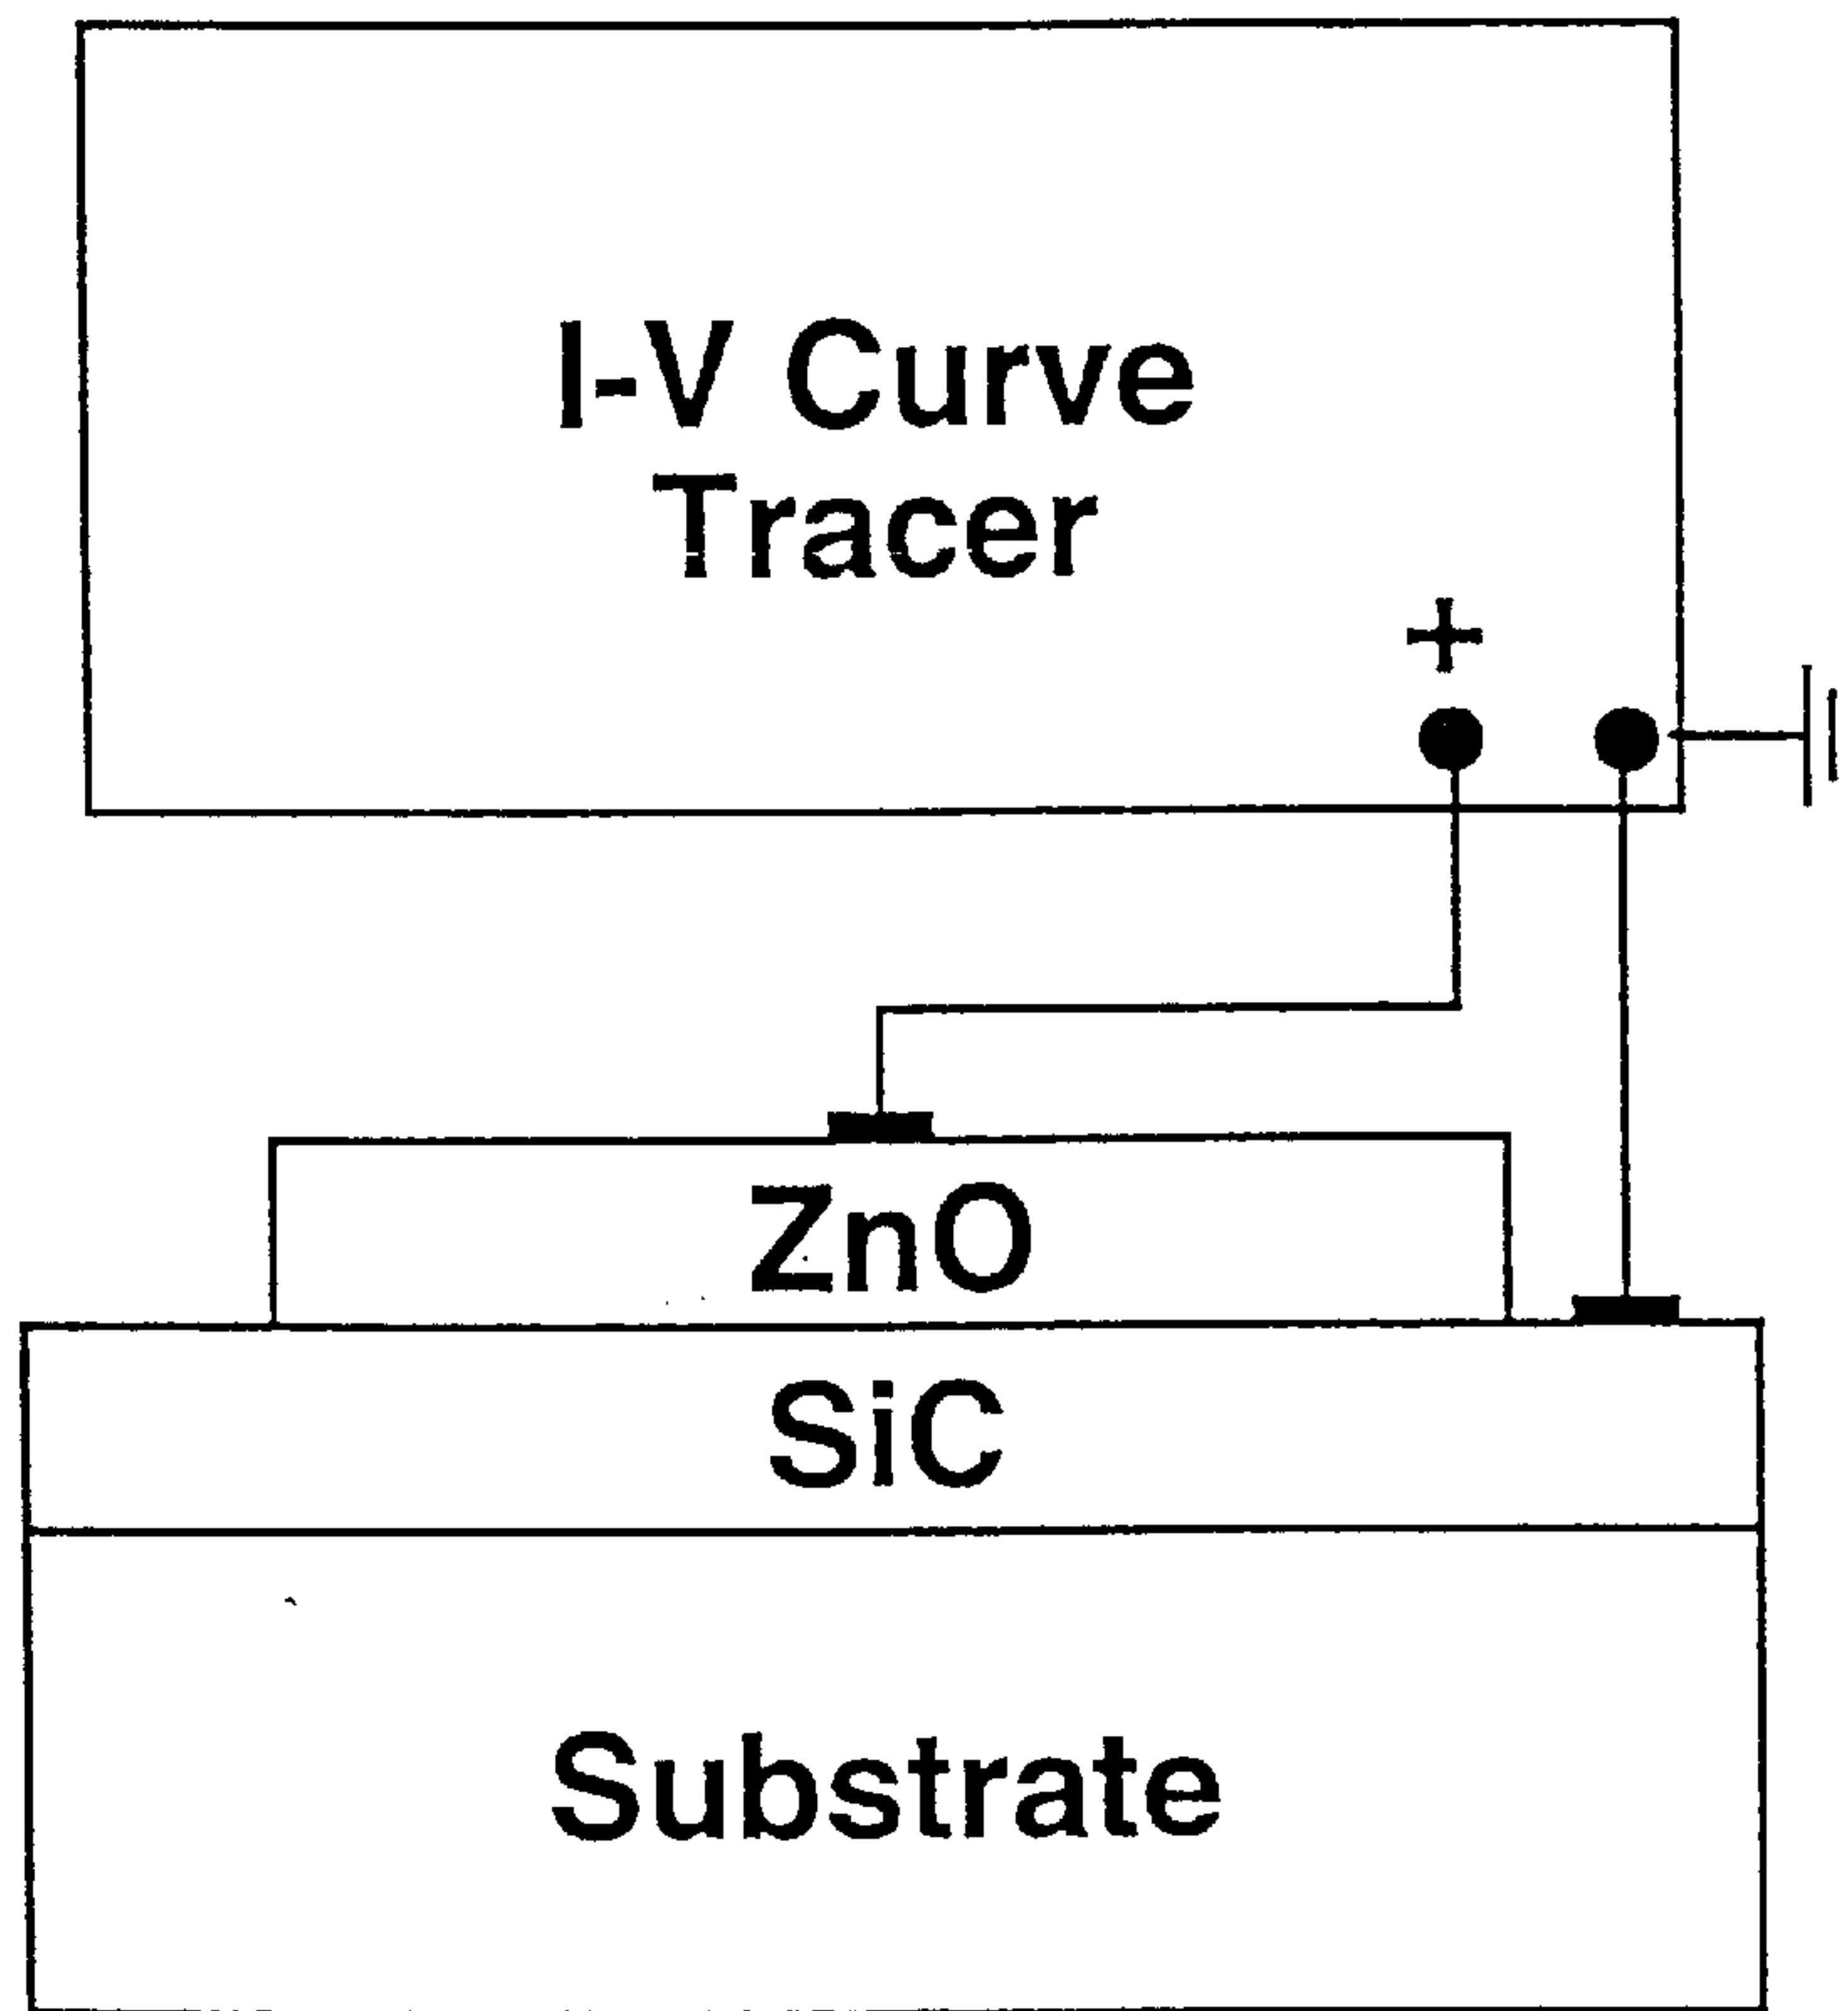 I-V Curve
Tracer
+
ZnO
SiC
Substrate